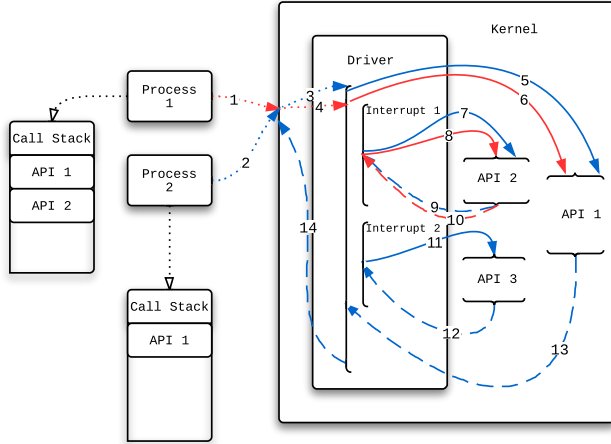 Kernel
Driver
Process
1
1
3
4
5
6
Interrupt 1
7
8
Call Stack
API 1
API 2
Process
2
2
API 2
API 1
9
10
14
Interrupt 2
11
API 3
Call Stack
API 1
12
13